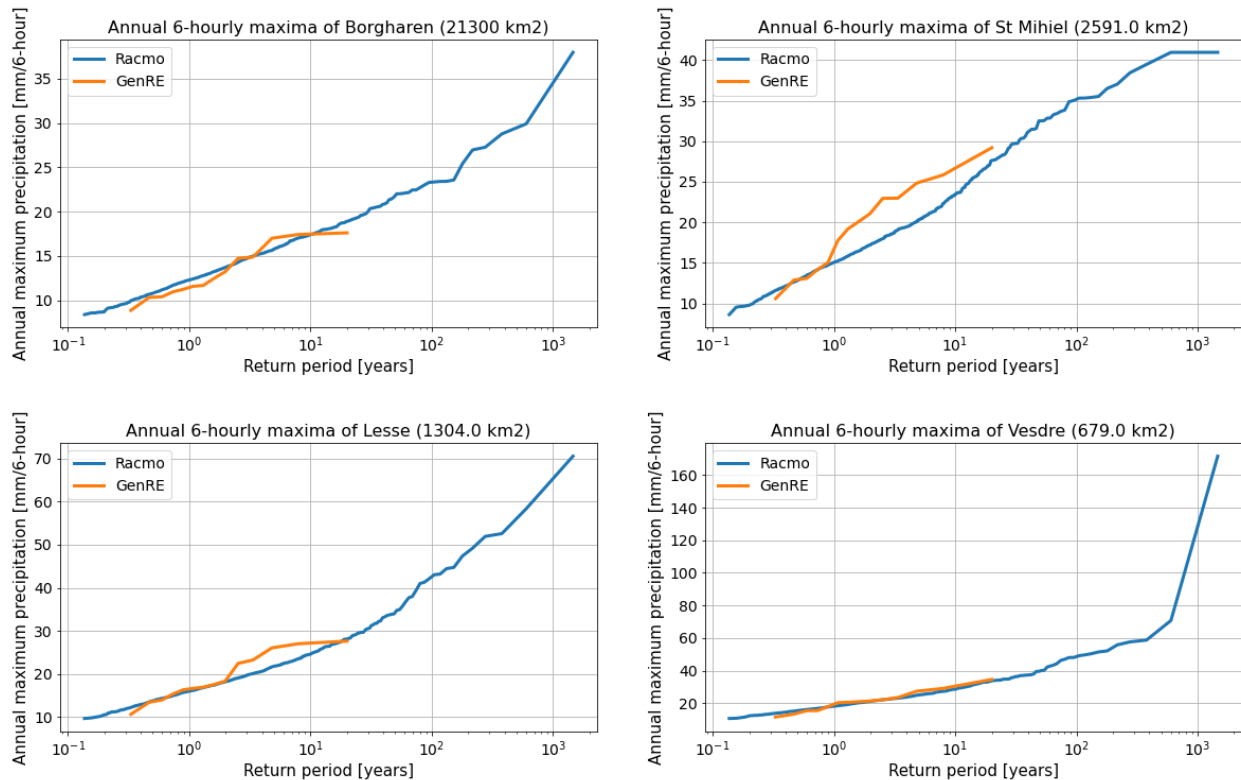 Annual 6-hourly maxima of Borgharen (21300 km2)
Annual maximum precipitation [mm/6-hour]
Racmo
GenRE
35
30
25
20
15
10
10⁻¹
10⁰
10¹
10²
10³
Return period [years]
Annual 6-hourly maxima of St Mihiel (2591.0 km2)
Annual maximum precipitation [mm/6-hour]
Racmo
GenRE
40
35
30
25
20
15
10
10⁻¹
10⁰
10¹
10²
10³
Return period [years]
Annual 6-hourly maxima of Lesse (1304.0 km2)
Annual maximum precipitation [mm/6-hour]
Racmo
GenRE
70
60
50
40
30
20
10
10⁻¹
10⁰
10¹
10²
10³
Return period [years]
Annual 6-hourly maxima of Vesdre (679.0 km2)
Annual maximum precipitation [mm/6-hour]
Racmo
GenRE
160
140
120
100
80
60
40
20
10⁻¹
10⁰
10¹
10²
10³
Return period [years]